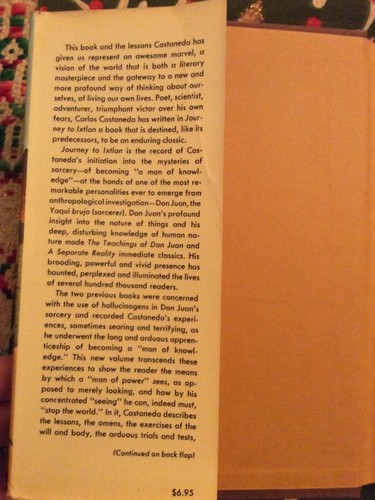 This book and the lessons Castaneda has
given us represent an awesome marvel, a
vision of the world that is both a literary
masterpiece and the gateway to a new and
more profound way of thinking about our-
selves, of living our own lives. Poet, scientist,
adventurer, triumphant victor over his own
fears, Carlos Castaneda has written in Jour-
ney to Ixtlan a book that is destined, like its
predecessors, to be an enduring classic.
Journey to Ixtlan is the record of Cas-
taneda's initiation into the mysteries of
sorcery—of becoming "a man of knowl-
edge"—at the hands of one of the most re-
markable personalities ever to emerge from
anthropological investigation—Don Juan, the
Yaqui brujo (sorcerer). Don Juan's profound
insight into the nature of things and his
deep, disturbing knowledge of human na-
ture made The Teachings of Don Juan and
A Separate Reality immediate classics. His
brooding, powerful and vivid presence has
haunted, perplexed and illuminated the lives
of several hundred thousand readers.
The two previous books were concerned
with the use of hallucinogens in Don Juan's
sorcery and recorded Castaneda's experi-
ences, sometimes searing and terrifying, as
he underwent the long and arduous appren-
ticeship of becoming a "man of knowl-
edge." This new volume transcends these
experiences to show the reader the means
by which a "man of power" sees, as op-
posed to merely looking, and how by his
concentrated "seeing" he can, indeed must,
"stop the world." In it, Castaneda describes
the lessons, the omens, the exercises of the
will and body, the arduous trials and tests,
(Continued on back flap)
$6.95